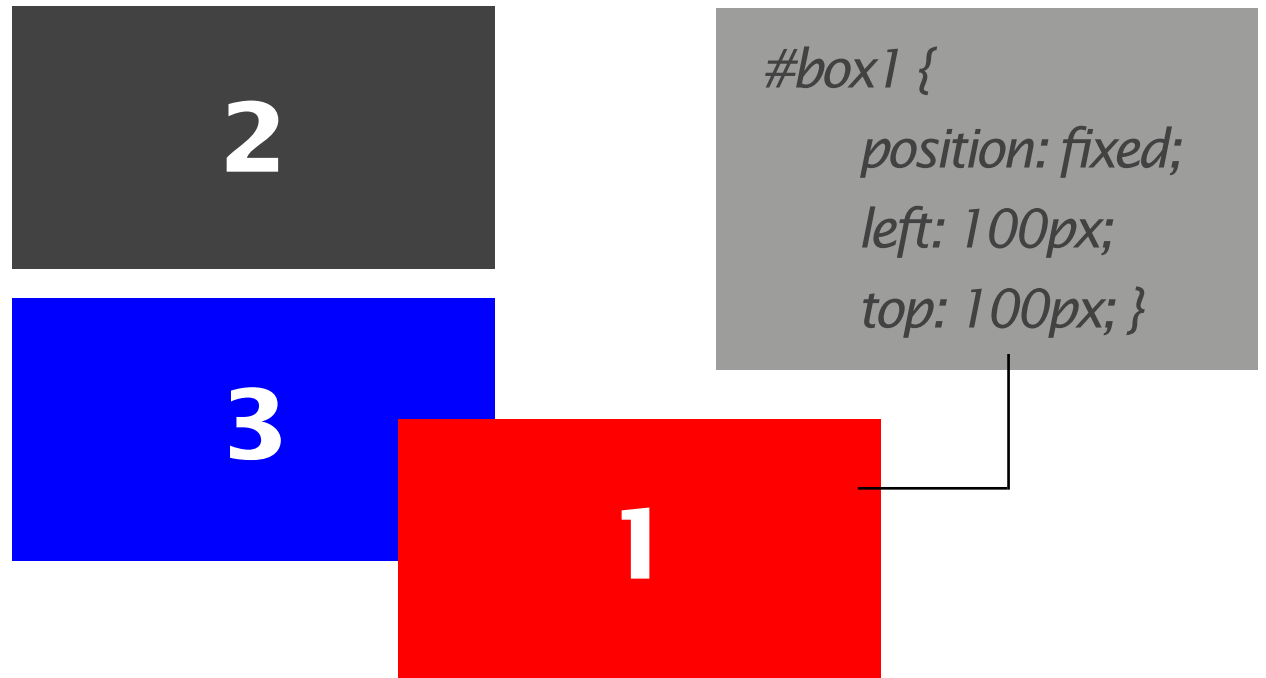 2
#box1 {
position: fixed;
left: 100px;
top: 100px; }
3
1